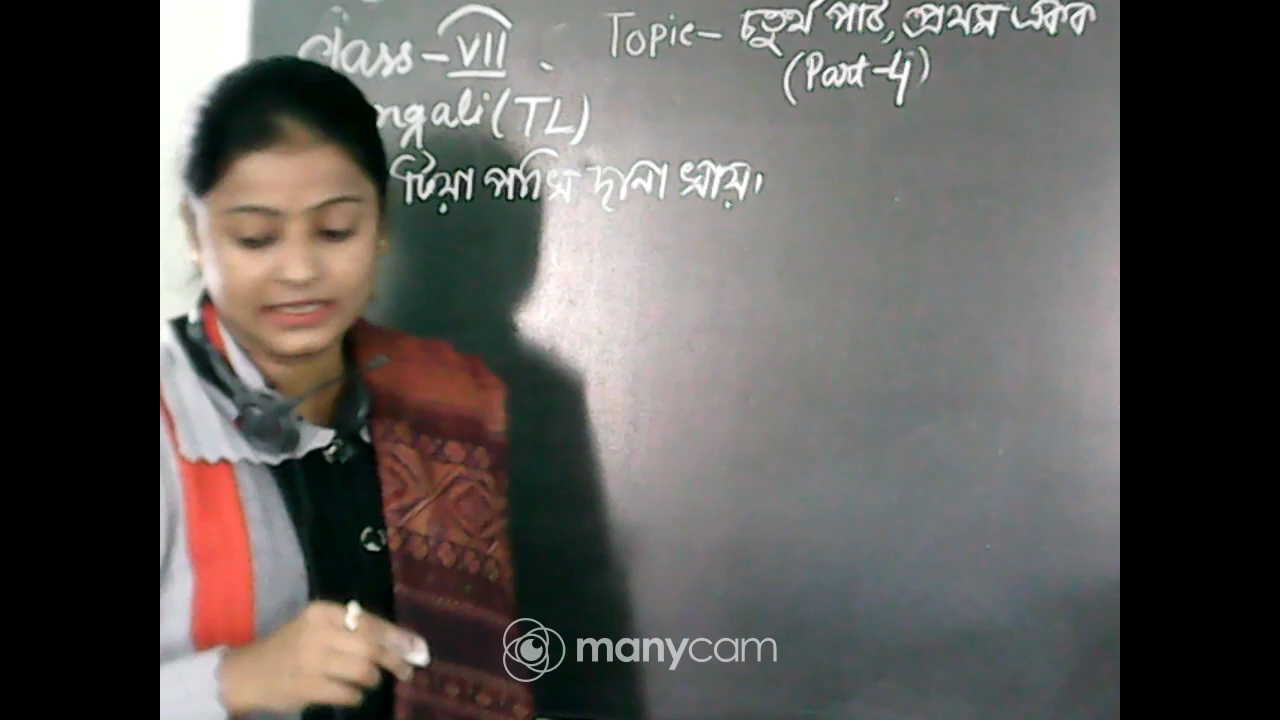 Class - VII
Topic - চতুর্থ পাঠ, প্রথম একক
(Part-4)
ngali (TL)
টিয়া পাখি দানা খায়।
manycam